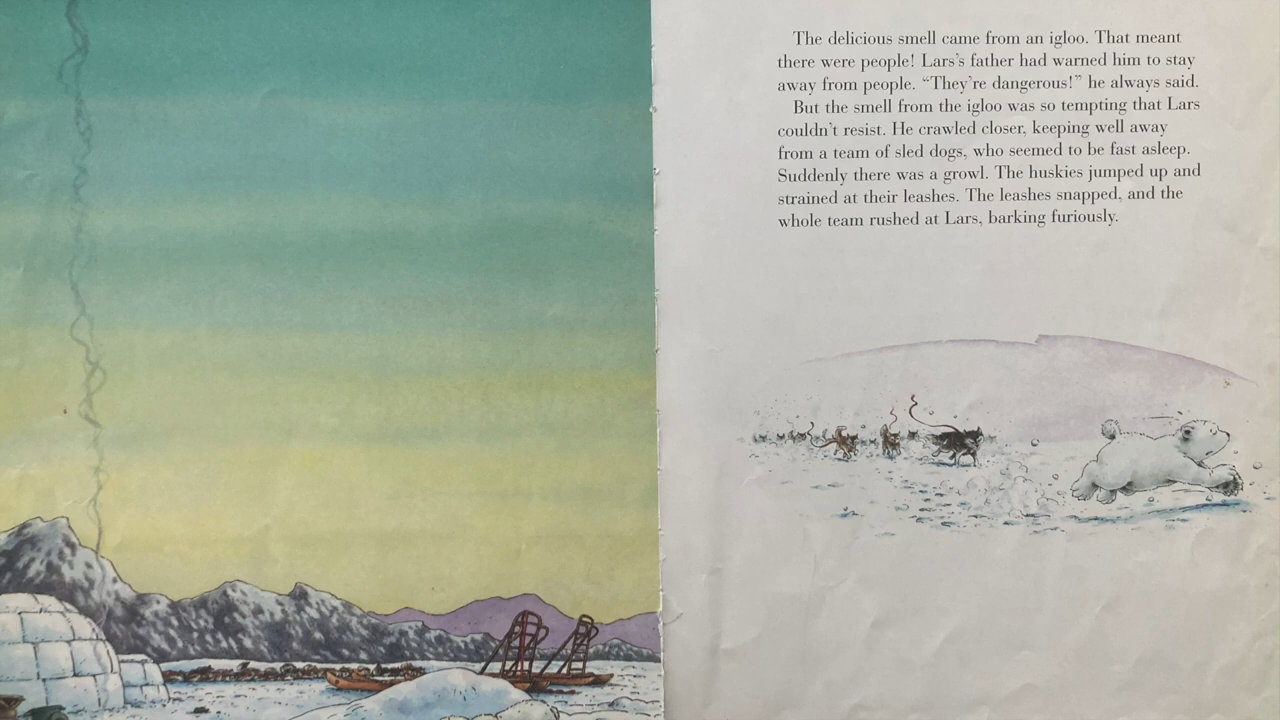 The delicious smell came from an igloo. That meant
there were people! Lars's father had warned him to stay
away from people. “They're dangerous!” he always said.
But the smell from the igloo was so tempting that Lars
couldn't resist. He crawled closer, keeping well away
from a team of sled dogs, who seemed to be fast asleep.
Suddenly there was a growl. The huskies jumped up and
strained at their leashes. The leashes snapped, and the
whole team rushed at Lars, barking furiously.